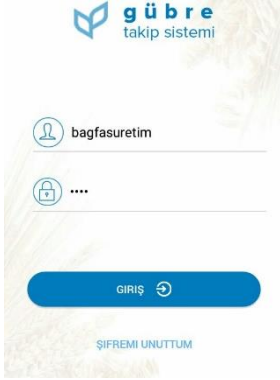 gübre
takip sistemi
bagfasuretim
••••
GIRIŞ
ŞIFREMI UNUTTUM